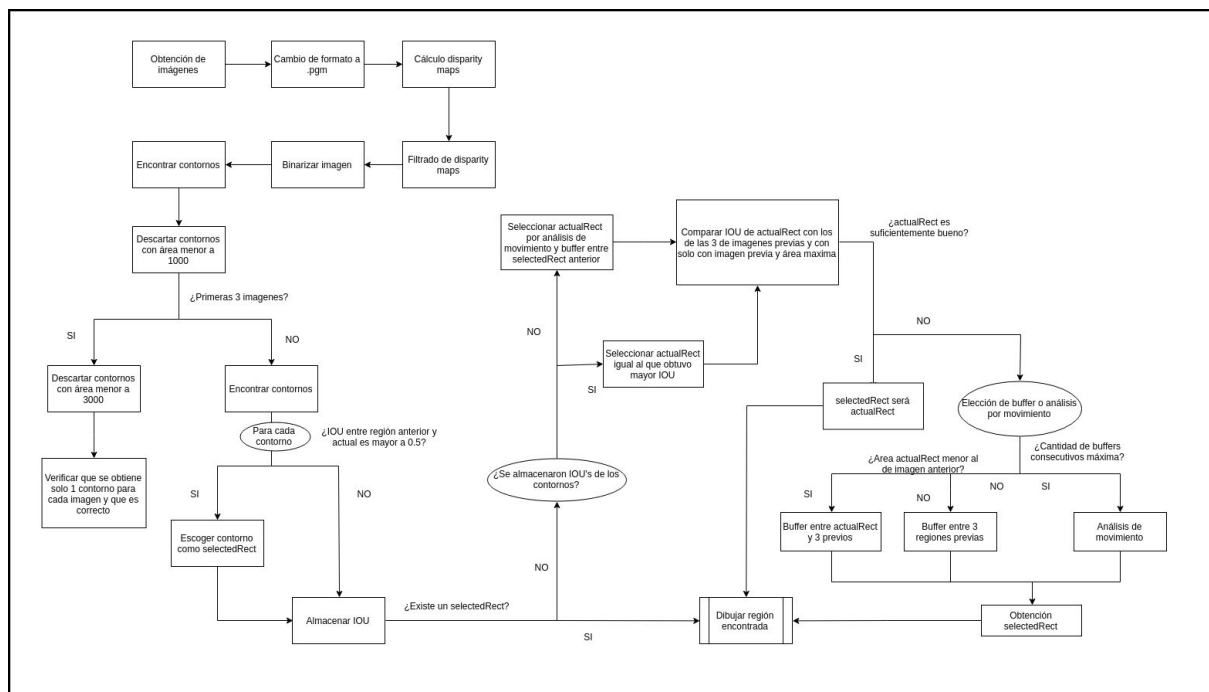 Obtención de
imágenes
Cambio de formato a
.pgm
Cálculo disparity
maps
Encontrar contornos
Binarizar imagen
Filtrado de disparity
maps
Descartar contornos
con área menor a
1000
¿Primeras 3 imagenes?
SI
NO
Descartar contornos
con área menor a
3000
Encontrar contornos
Verificar que se obtiene
solo 1 contorno para
cada imagen y que es
correcto
Para cada
contorno
¿IOU entre región anterior y
actual es mayor a 0.5?
SI
NO
Escoger contorno
como selectedRect
Almacenar IOU
¿Existe un selectedRect?
NO
SI
¿Se almacenaron IOU's de los
contornos?
NO
SI
Seleccionar actualRect
por análisis de
movimiento y buffer entre
selectedRect anterior
Seleccionar actualRect
igual al que obtuvo
mayor IOU
Comparar IOU de actualRect con los
de las 3 de imagenes previas y con
solo con imagen previa y área maxima
¿actualRect es
suficientemente bueno?
NO
SI
selectedRect será
actualRect
Elección de buffer o análisis
por movimiento
¿Cantidad de buffers
consecutivos máxima?
¿Area actualRect menor al
de imagen anterior?
NO
SI
SI
NO
Buffer entre actualRect
y 3 previos
Buffer entre 3
regiones previas
Análisis de
movimiento
Obtención
selectedRect
Dibujar región
encontrada